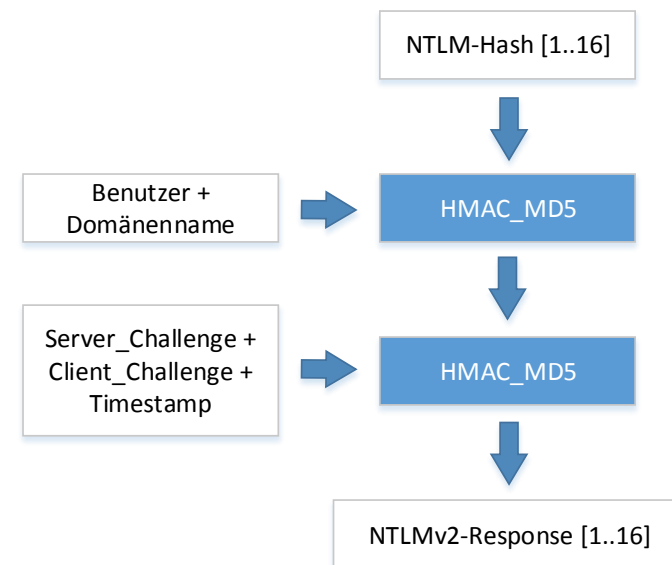 NTLM-Hash [1..16]
Benutzer +
Domänenname
HMAC_MD5
Server_Challenge +
Client_Challenge +
Timestamp
HMAC_MD5
NTLMv2-Response [1..16]